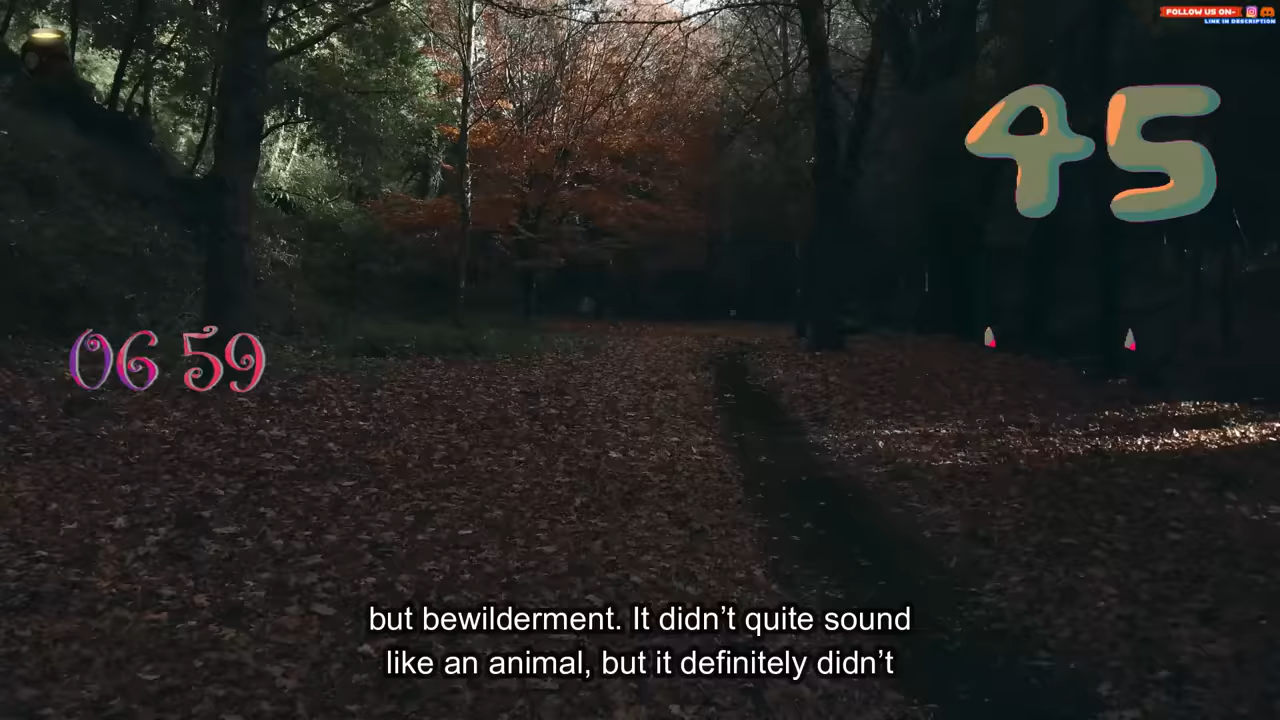 FOLLOW US ON-
LINK IN DESCRIPTION
45
06 59
but bewilderment. It didn’t quite sound
like an animal, but it definitely didn’t